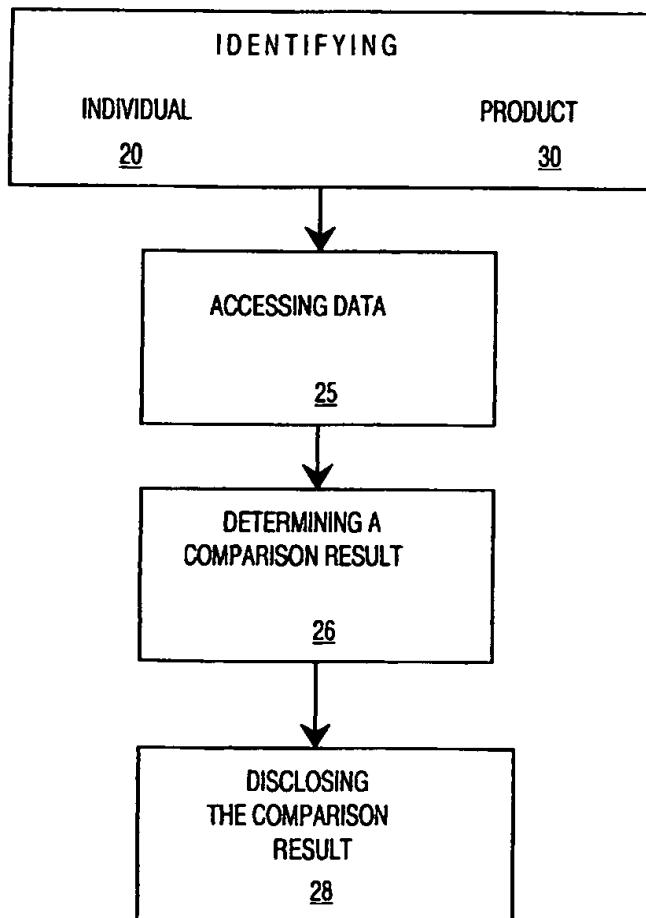 IDENTIFYING
INDIVIDUAL PRODUCT
20 30
ACCESSING DATA
25
DETERMINING A
COMPARISON RESULT
26
DISCLOSING
THE COMPARISON
RESULT
28